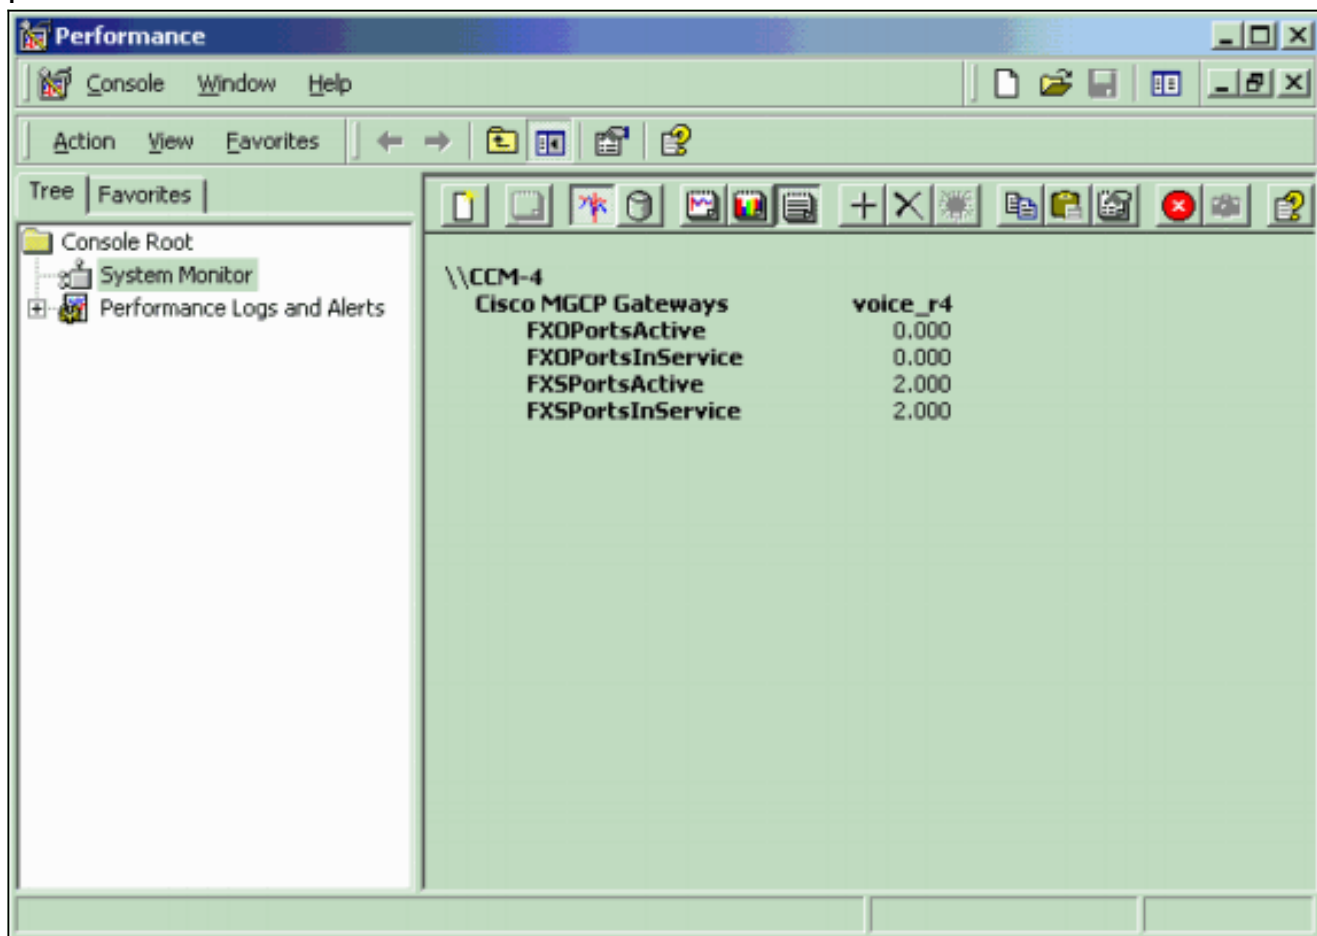 Performance
Console Window Help
Action View Favorites
Tree Favorites
Console Root
System Monitor
Performance Logs and Alerts
\\CCM-4
Cisco MGCP Gateways voice_r4
FXOPortsActive 0.000
FXOPortsInService 0.000
FXSPortsActive 2.000
FXSPortsInService 2.000